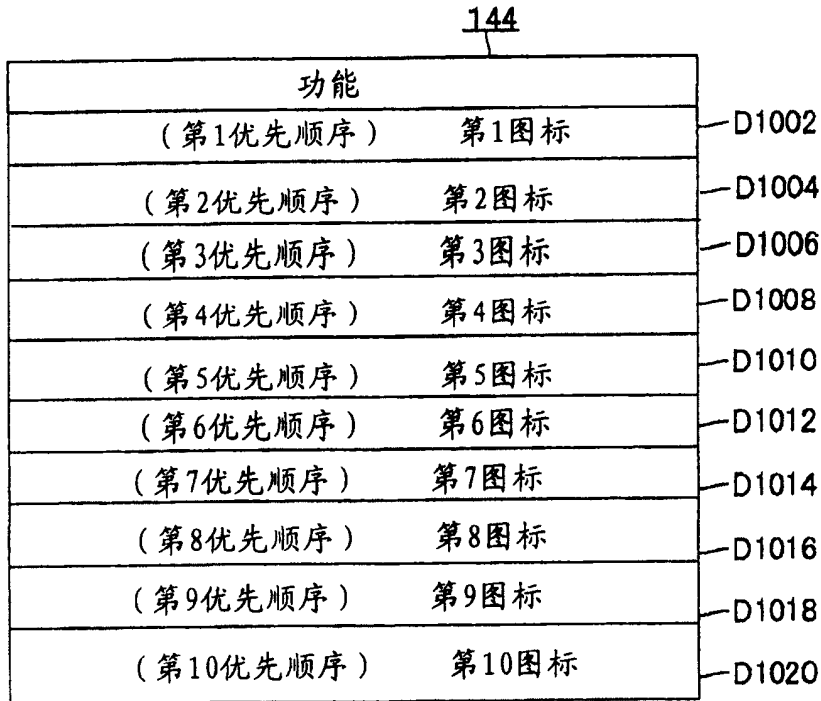 144
功能
(第1优先顺序) 第1图标 D1002
(第2优先顺序) 第2图标 D1004
(第3优先顺序) 第3图标 D1006
(第4优先顺序) 第4图标 D1008
(第5优先顺序) 第5图标 D1010
(第6优先顺序) 第6图标 D1012
(第7优先顺序) 第7图标 D1014
(第8优先顺序) 第8图标 D1016
(第9优先顺序) 第9图标 D1018
(第10优先顺序) 第10图标 D1020